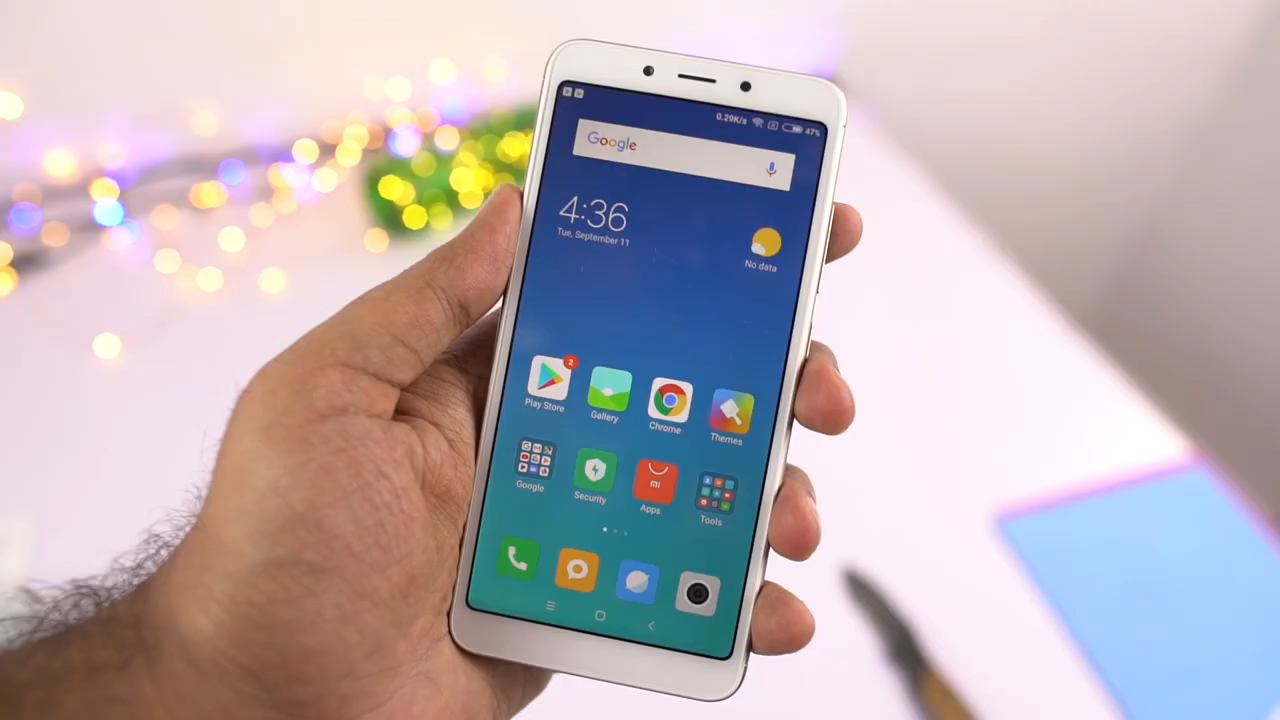 0.29K/s 47%
Google
4:36
Tue, September 11
No data
2
Play Store
Gallery
Chrome
Themes
Google
Security
mi
Apps
Tools